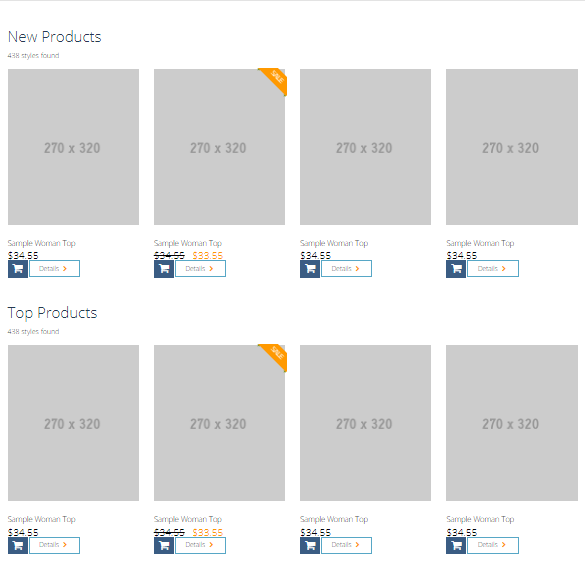 New Products
438 styles found
SALE
270 x 320 270 x 320 270 x 320 270 x 320
Sample Woman Top Sample Woman Top Sample Woman Top Sample Woman Top
$34.55 $34.55 $33.55 $34.55 $34.55
Details Details Details Details
Top Products
438 styles found
SALE
270 x 320 270 x 320 270 x 320 270 x 320
Sample Woman Top Sample Woman Top Sample Woman Top Sample Woman Top
$34.55 $34.55 $33.55 $34.55 $34.55
Details Details Details Details